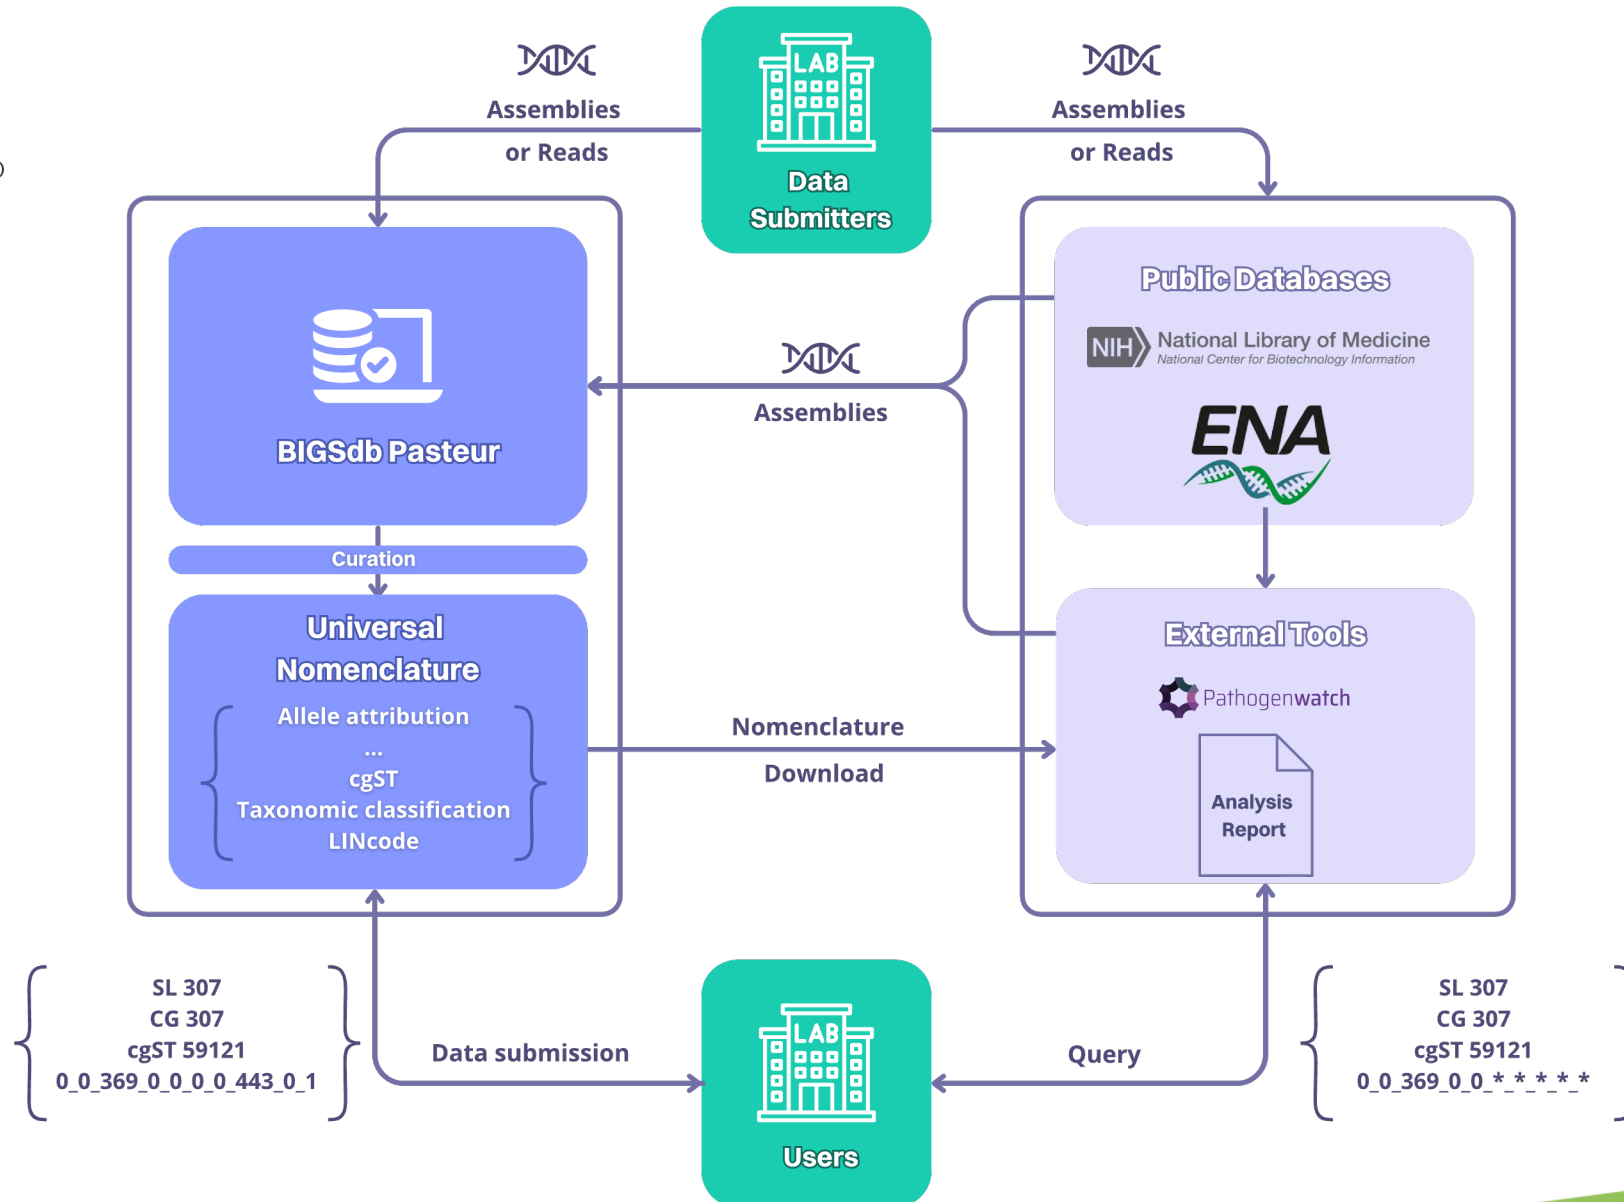 LAB
Data
Submitters
Assemblies
or Reads
Assemblies
or Reads
BIGSdb Pasteur
Curation
Universal
Nomenclature
Allele attribution
...
cgST
Taxonomic classification
LINcode
Assemblies
Nomenclature
Download
Public Databases
NIH
National Library of Medicine
National Center for Biotechnology Information
ENA
External Tools
Pathogenwatch
Analysis
Report
SL 307
CG 307
cgST 59121
0_0_369_0_0_0_0_443_0_1
Data submission
LAB
Users
Query
SL 307
CG 307
cgST 59121
0_0_369_0_0_*_*_*_*_*